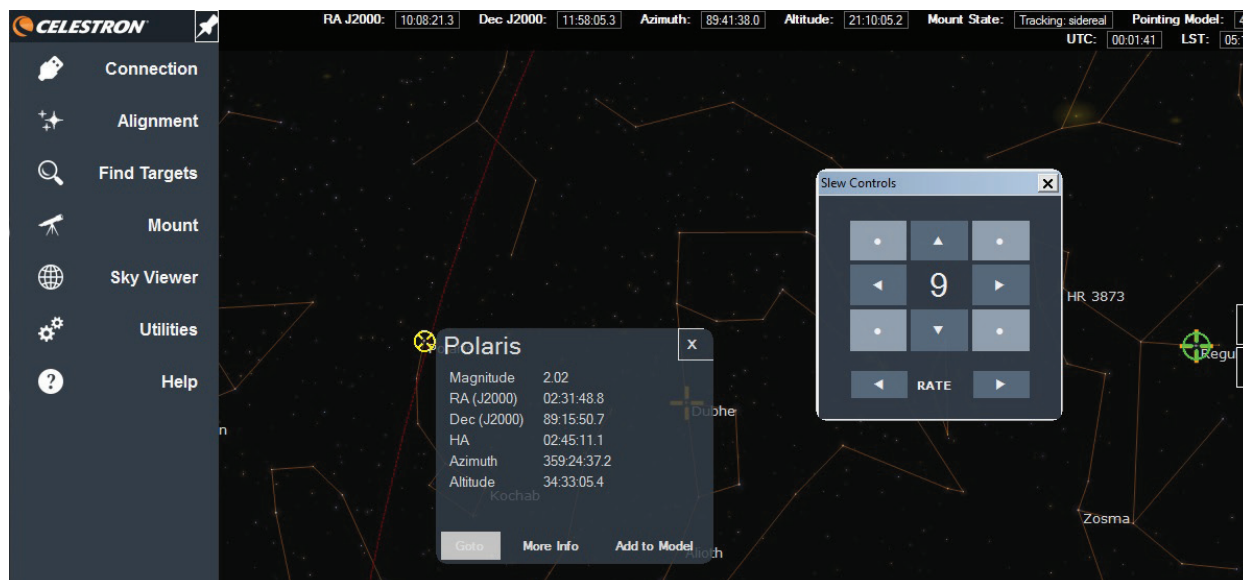 CELESTRON
RA J2000: 10:08:21.3 Dec J2000: 11:58:05.3 Azimuth: 89:41:38.0 Altitude: 21:10:05.2 Mount State: Tracking: sidereal Pointing Model: 
UTC: 00:01:41 LST: 05:
Connection
Alignment
Find Targets
Mount
Sky Viewer
Utilities
Help
Slew Controls
9
RATE
HR 3873
Regu
Polaris
X
Magnitude 2.02
RA (J2000) 02:31:48.8
Dec (J2000) 89:15:50.7
HA 02:45:11.1
Azimuth 359:24:37.2
Altitude 34:33:05.4
Dubhe
n
Kochab
Zosma
Goto More Info Add to Model
Alioth